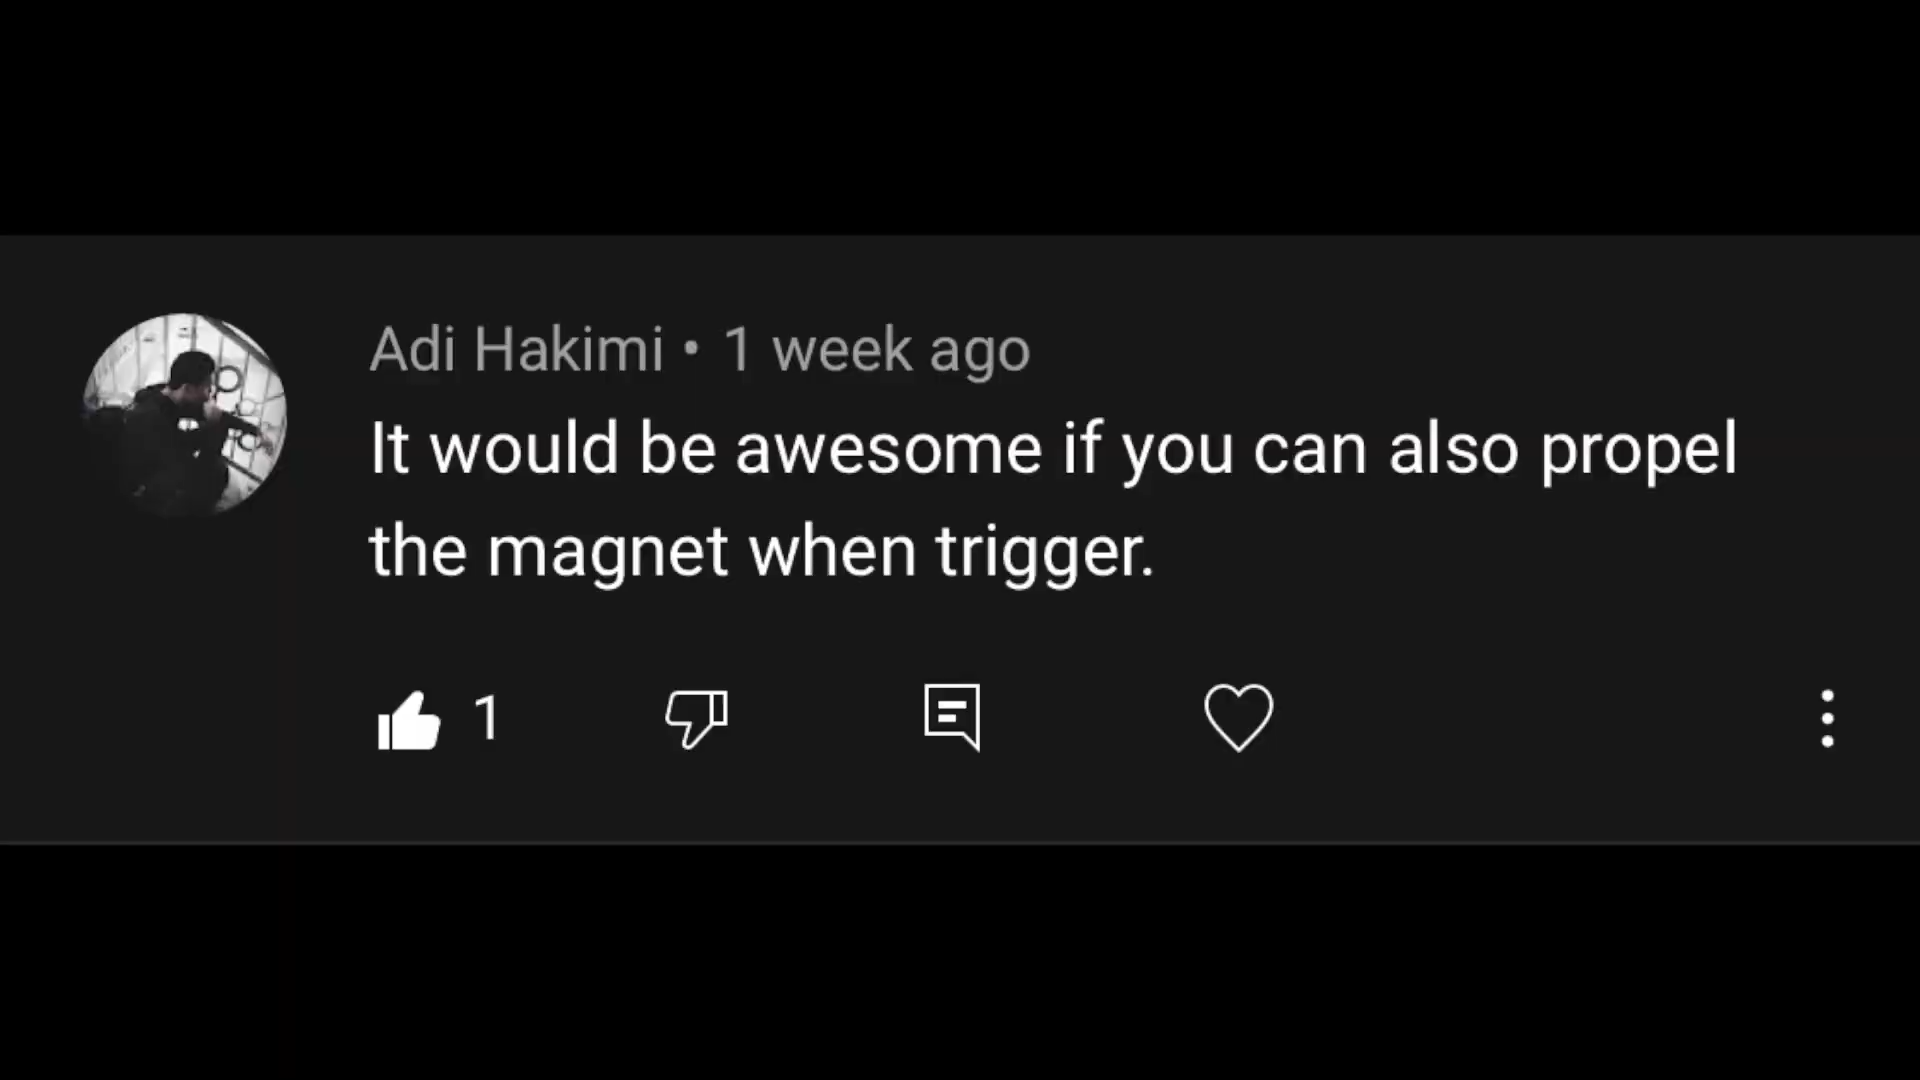 Adi Hakimi • 1 week ago
It would be awesome if you can also propel
the magnet when trigger.
1